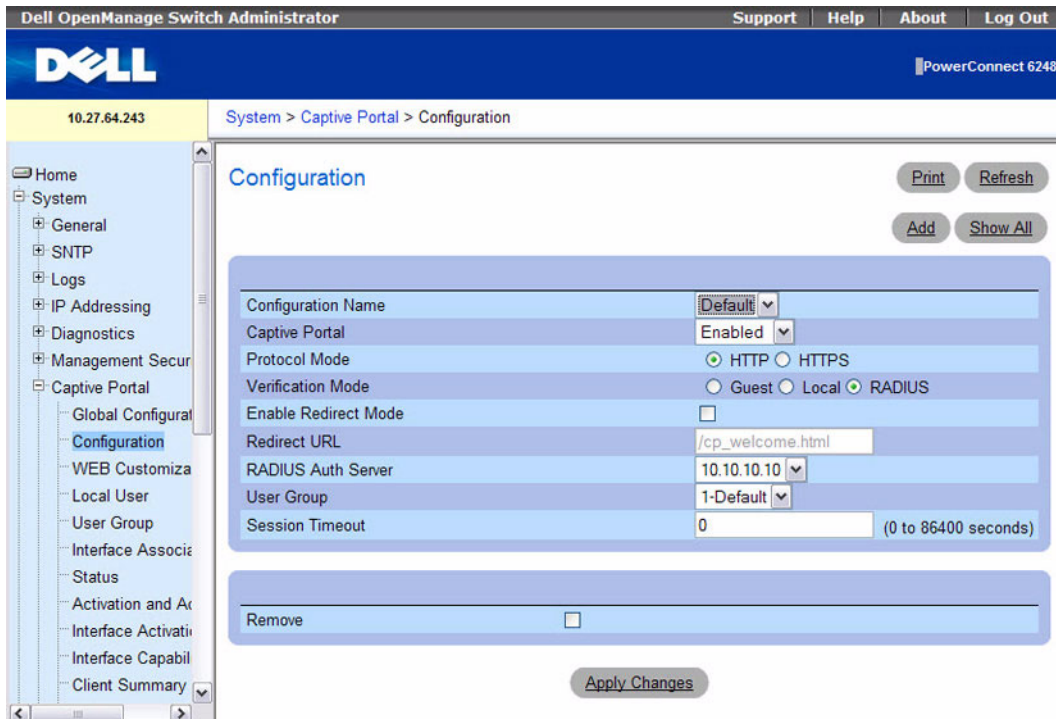 Dell OpenManage Switch Administrator
Support | Help | About | Log Out
DELL
PowerConnect 6248
10.27.64.243
System > Captive Portal > Configuration
Home
System
General
SNTP
Logs
IP Addressing
Diagnostics
Management Secur
Captive Portal
Global Configurat
Configuration
WEB Customiza
Local User
User Group
Interface Associa
Status
Activation and Ac
Interface Activati
Interface Capabil
Client Summary
Configuration
Print Refresh
Add Show All
Configuration Name Default
Captive Portal Enabled
Protocol Mode HTTP HTTPS
Verification Mode Guest Local RADIUS
Enable Redirect Mode
Redirect URL /cp_welcome.html
RADIUS Auth Server 10.10.10.10
User Group 1-Default
Session Timeout 0 (0 to 86400 seconds)
Remove
Apply Changes